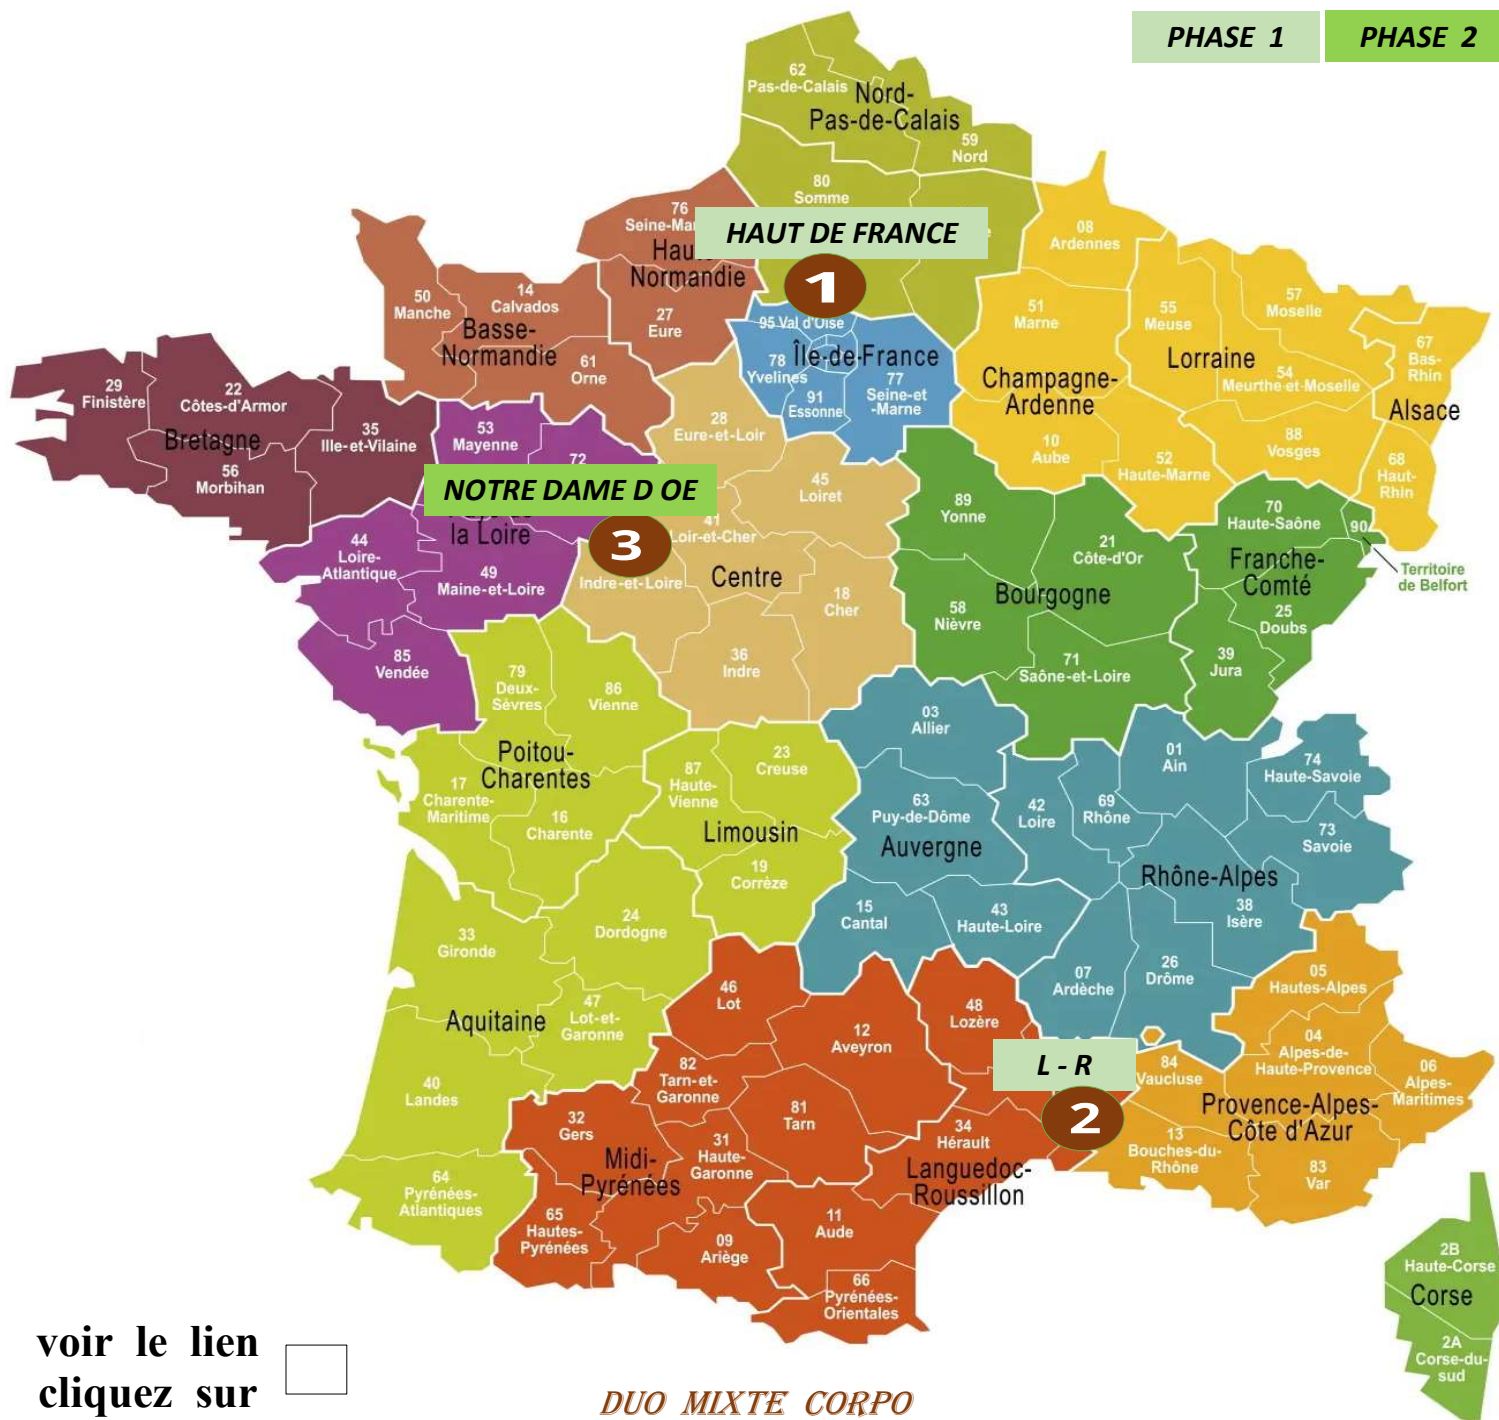 PHASE 1
PHASE 2
62
Pas-de-Calais
Nord-
Pas-de-Calais
59
Nord
80
Somme
76
Seine-Mar
Haute
Normandie
HAUT DE FRANCE
e
1
08
Ardennes
50
Manche
14
Calvados
Basse-
Normandie
27
Eure
61
Orne
95 Val d'Oise
Île-de-France
78
Yvelines
91
Essonne
77
Seine-et
-Marne
51
Marne
55
Meuse
57
Moselle
Lorraine
54
Meurthe et-Moselle
67
Bas-
Rhin
Champagne-
Ardenne
Alsace
10
Aube
52
Haute-Marne
88
Vosges
68
Haut-
Rhin
29
Finistère
22
Côtes-d'Armor
Bretagne
35
Ille-et-Vilaine
56
Morbihan
53
Mayenne
72
28
Eure-et-Loir
45
Loiret
NOTRE DAME D OE
la Loire
3
41
Loir-et-Cher
44
Loire-
Atlantique
49
Maine-et-Loire
Indre-et-Loire
Centre
18
Cher
36
Indre
85
Vendée
89
Yonne
21
Côte-d'Or
Bourgogne
58
Nièvre
71
Saône-et-Loire
70
Haute-Saône
90
Territoire
de Belfort
Franche-
Comté
25
Doubs
39
Jura
79
Deux-
Sèvres
86
Vienne
Poitou-
Charentes
17
Charente-
Maritime
16
Charente
87
Haute-
Vienne
23
Creuse
Limousin
19
Corrèze
03
Allier
63
Puy-de-Dôme
Auvergne
15
Cantal
43
Haute-Loire
42
Loire
69
Rhône
01
Ain
74
Haute-Savoie
73
Savoie
Rhône-Alpes
38
Isère
07
Ardèche
26
Drôme
33
Gironde
24
Dordogne
Aquitaine
47
Lot-et-
Garonne
40
Landes
64
Pyrénées-
Atlantiques
46
Lot
12
Aveyron
48
Lozère
82
Tarn-et-
Garonne
81
Tarn
32
Gers
31
Haute-
Garonne
Midi-
Pyrénées
65
Hautes-
Pyrénées
09
Ariège
L - R
2
34
Hérault
Languedoc-
Roussillon
11
Aude
66
Pyrénées-
Orientales
05
Hautes-Alpes
04
Alpes-de-
Haute-Provence
06
Alpes-
Maritimes
84
Vaucluse
Provence-Alpes-
Côte d'Azur
13
Bouches-du-
Rhône
83
Var
2B
Haute-Corse
Corse
2A
Corse-du-
sud
voir le lien
cliquez sur
DUO MIXTE CORPO